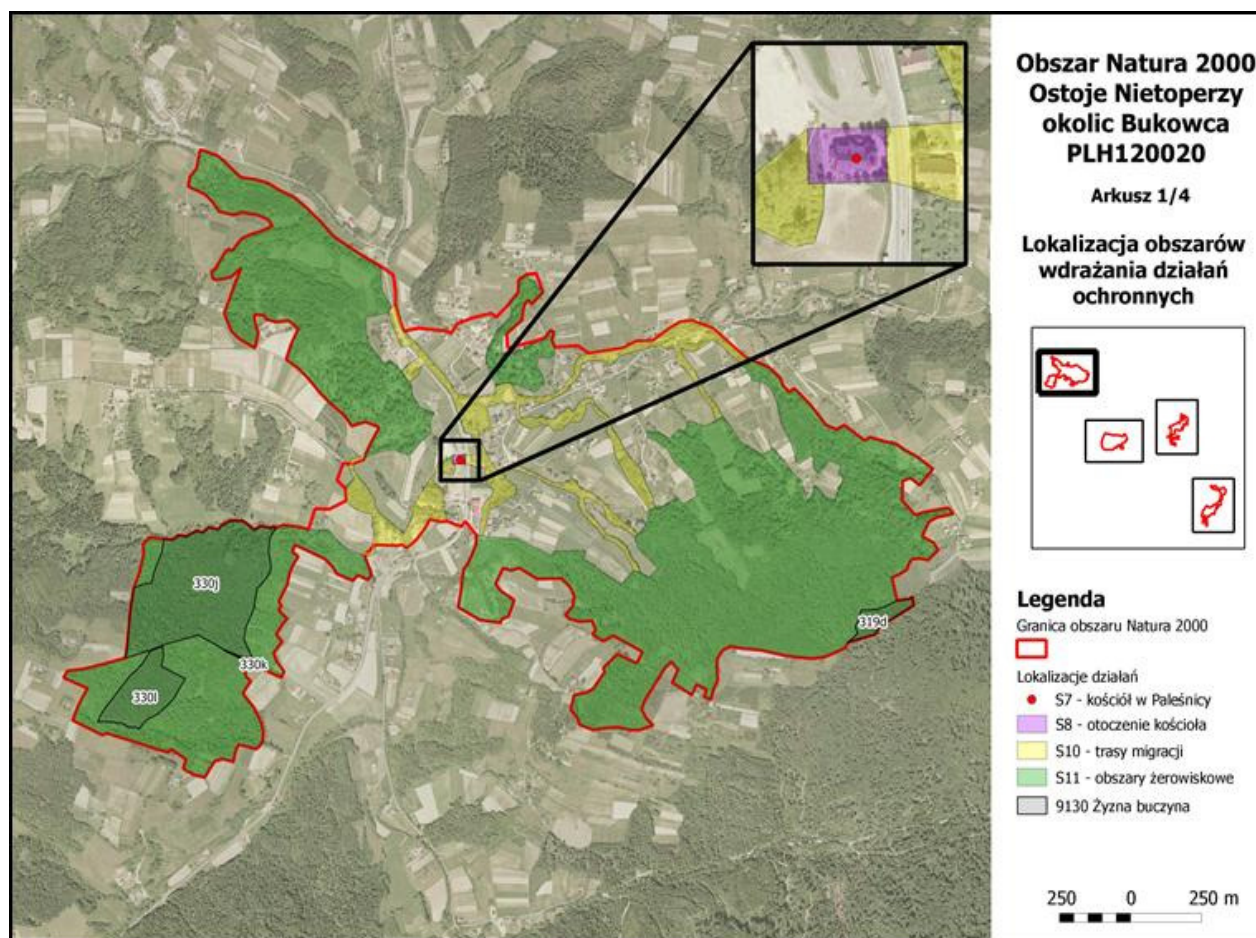 Obszar Natura 2000
Ostoje Nietoperzy
okolic Bukowca
PLH120020
Arkusz 1/4
Lokalizacja obszarów
wdrażania działań
ochronnych
Legenda
Granica obszaru Natura 2000
Lokalizacje działań
S7 - kościół w Paleśnicy
S8 - otoczenie kościoła
S10 - trasy migracji
S11 - obszary żerowiskowe
9130 Żyzna buczyna
250 0 250 m
330j
330k
330l
319d